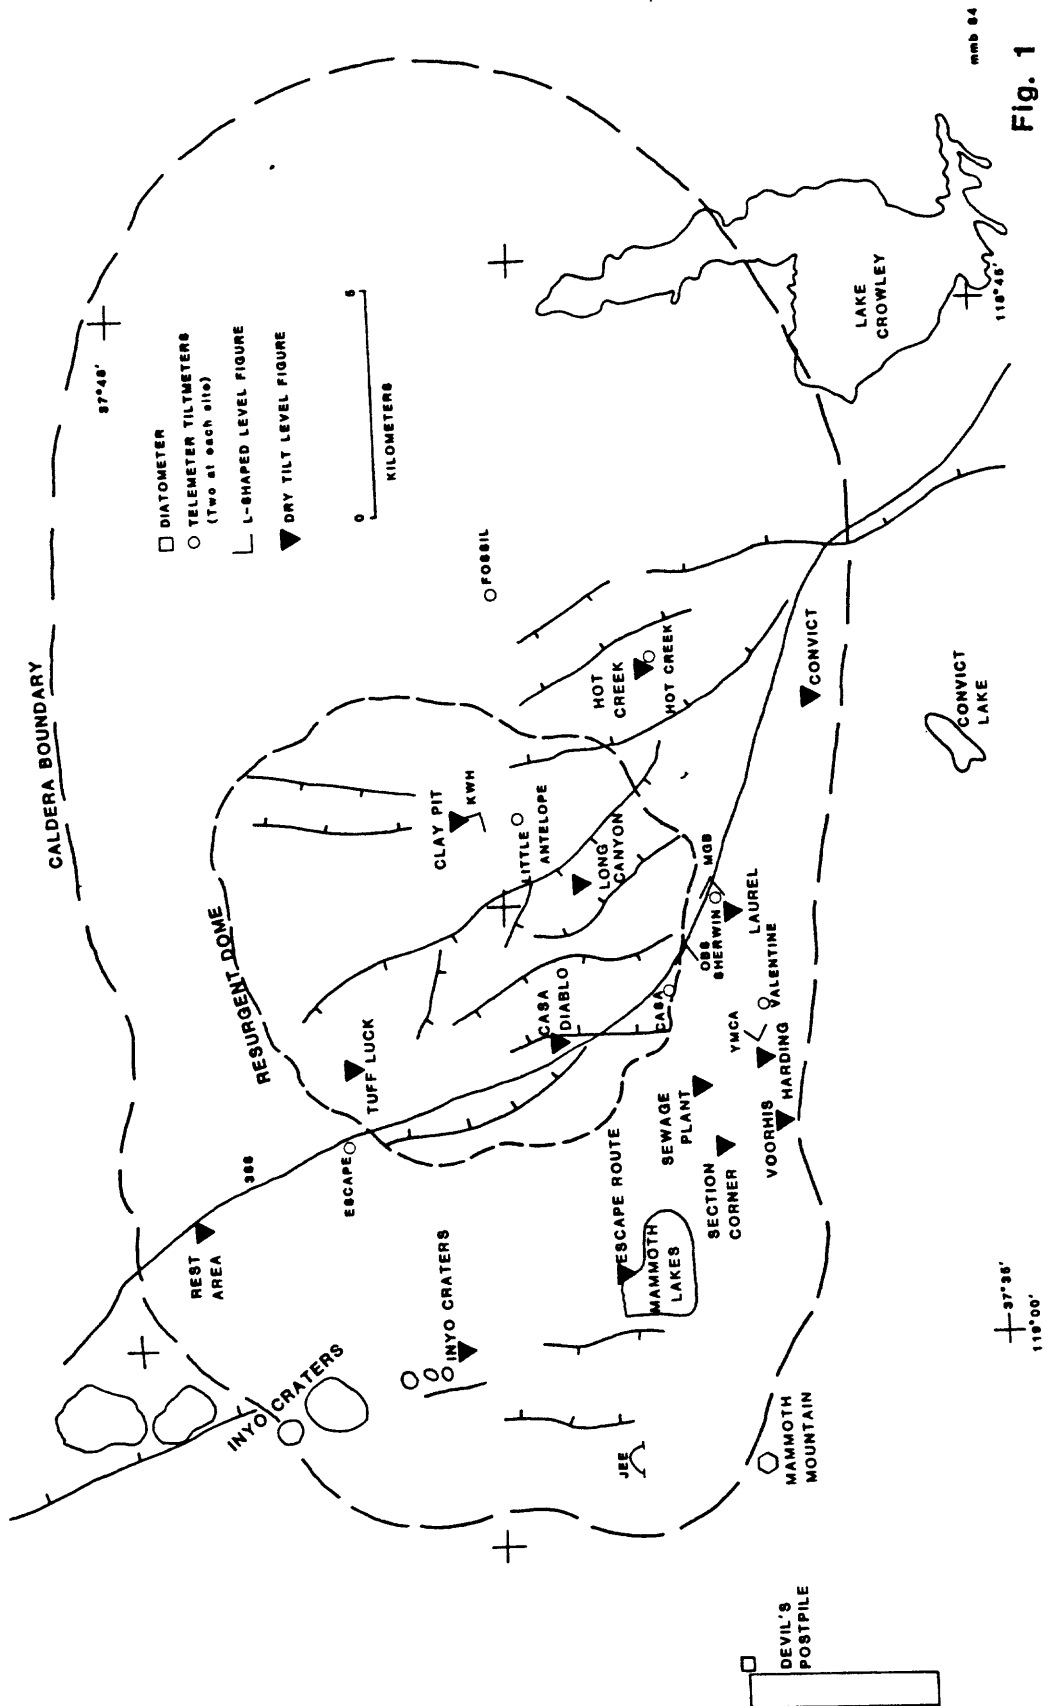 CALDERA BOUNDARY
37°45'
DIATOMETER
TELEMETER TILTMETERS
(Two at each site)
L-SHAPED LEVEL FIGURE
DRY TILT LEVEL FIGURE
0
5
KILOMETERS
RESURGENT DOME
395
REST
AREA
ESCAPE
TUFF LUCK
INYO CRATERS
INYO CRATERS
CLAY PIT
KWH
LITTLE
ANTELOPE
FOSSIL
LONG
CANYON
HOT
CREEK
HOT CREEK
CASA
DIABLO
CASA
OBS
SHERWIN
MGB
LAUREL
VALENTINE
YMCA
HARDING
VOORHIS
SEWAGE
PLANT
SECTION
CORNER
ESCAPE ROUTE
MAMMOTH
LAKES
JEE
MAMMOTH
MOUNTAIN
DEVIL'S
POSTPILE
CONVICT
CONVICT
LAKE
LAKE
CROWLEY
37°35'
119°00'
118°45'
mmb 84
Fig. 1